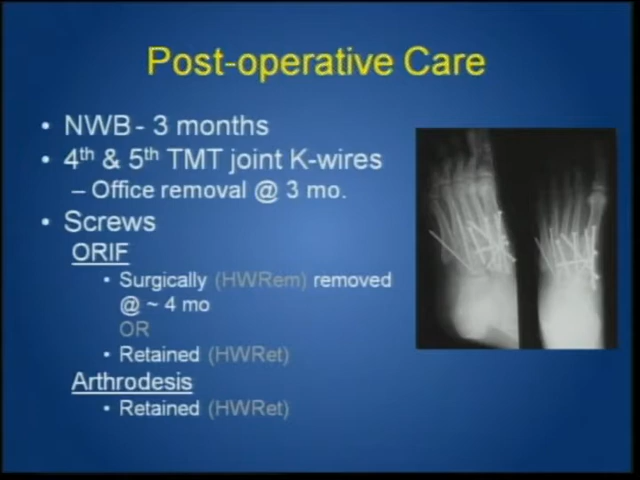 Post-operative Care
• NWB - 3 months
• 4th & 5th TMT joint K-wires
– Office removal @ 3 mo.
• Screws
ORIF
• Surgically (HWRem) removed
@ ~ 4 mo
OR
• Retained (HWRet)
Arthrodesis
• Retained (HWRet)